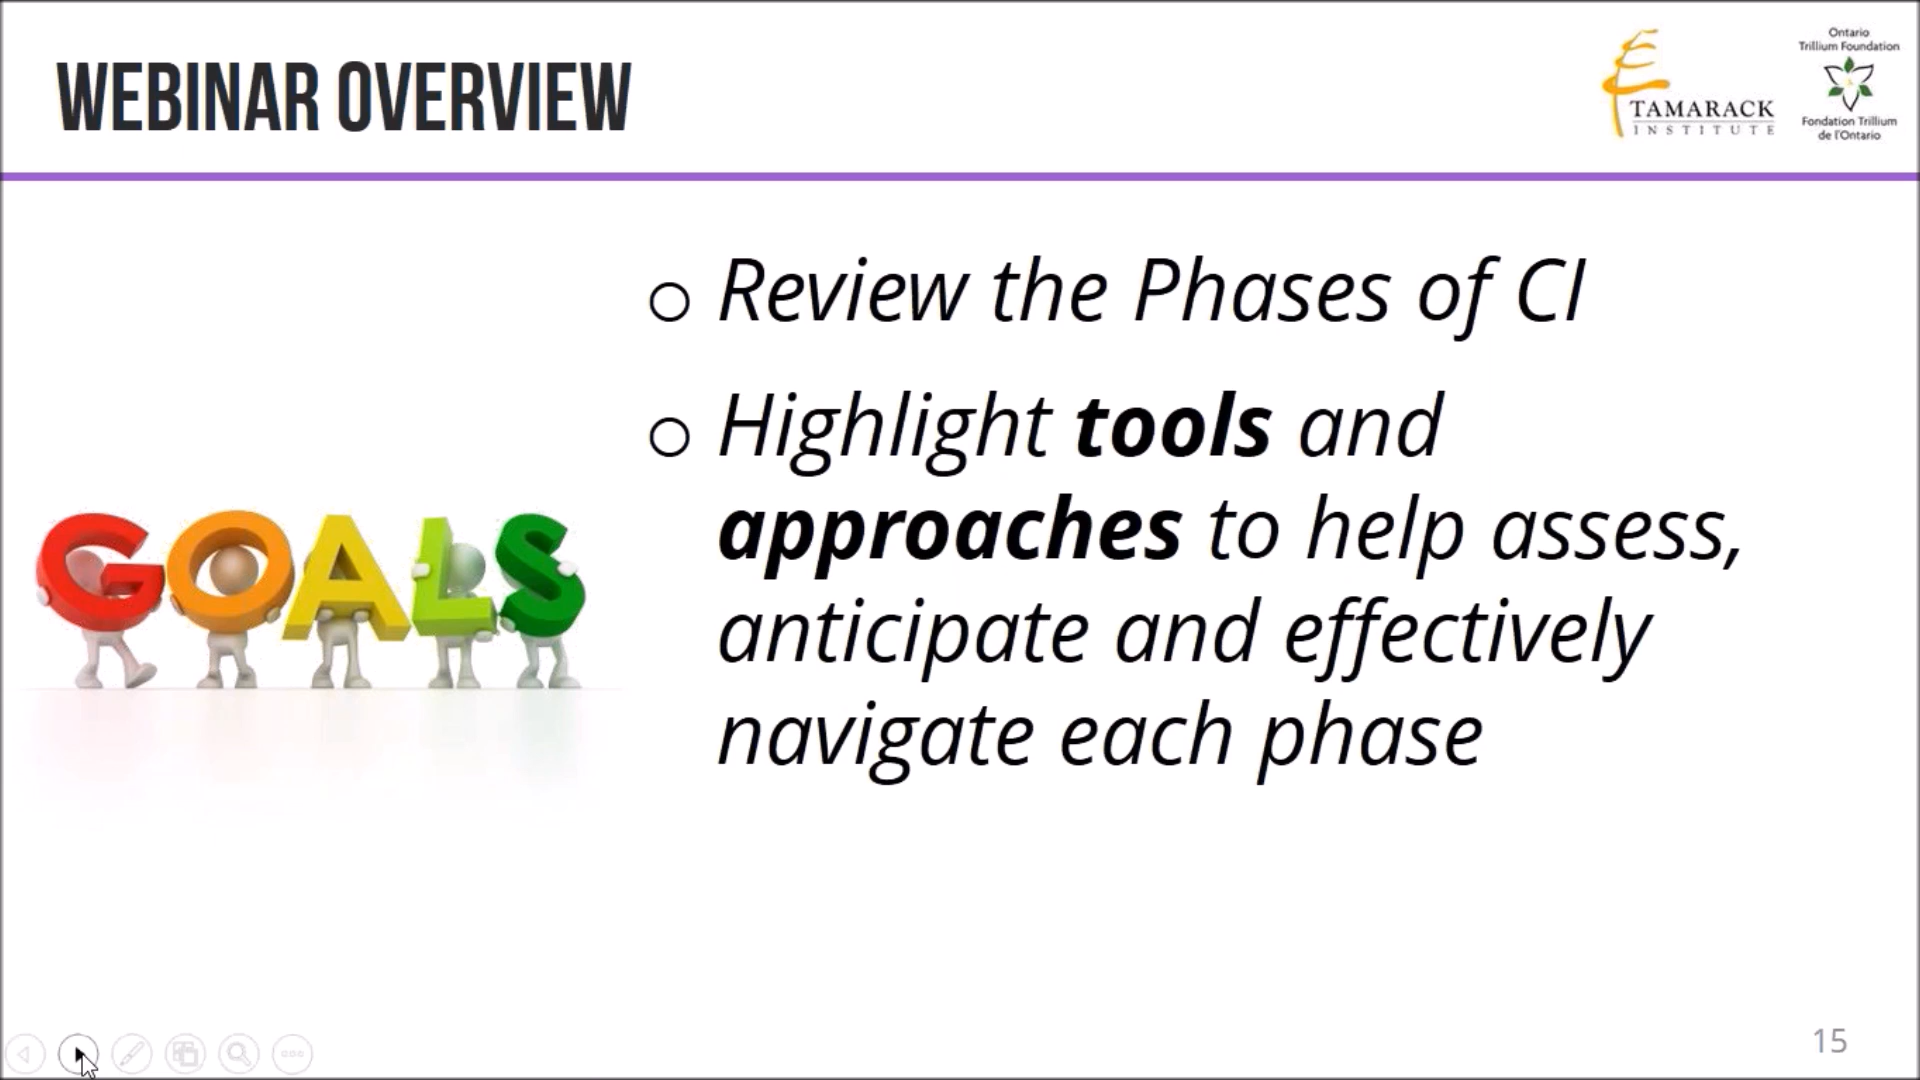 WEBINAR OVERVIEW
TAMARACK
INSTITUTE
Ontario
Trillium Foundation
Fondation Trillium
de l'Ontario
GOALS
o Review the Phases of CI
o Highlight tools and
approaches to help assess,
anticipate and effectively
navigate each phase
15